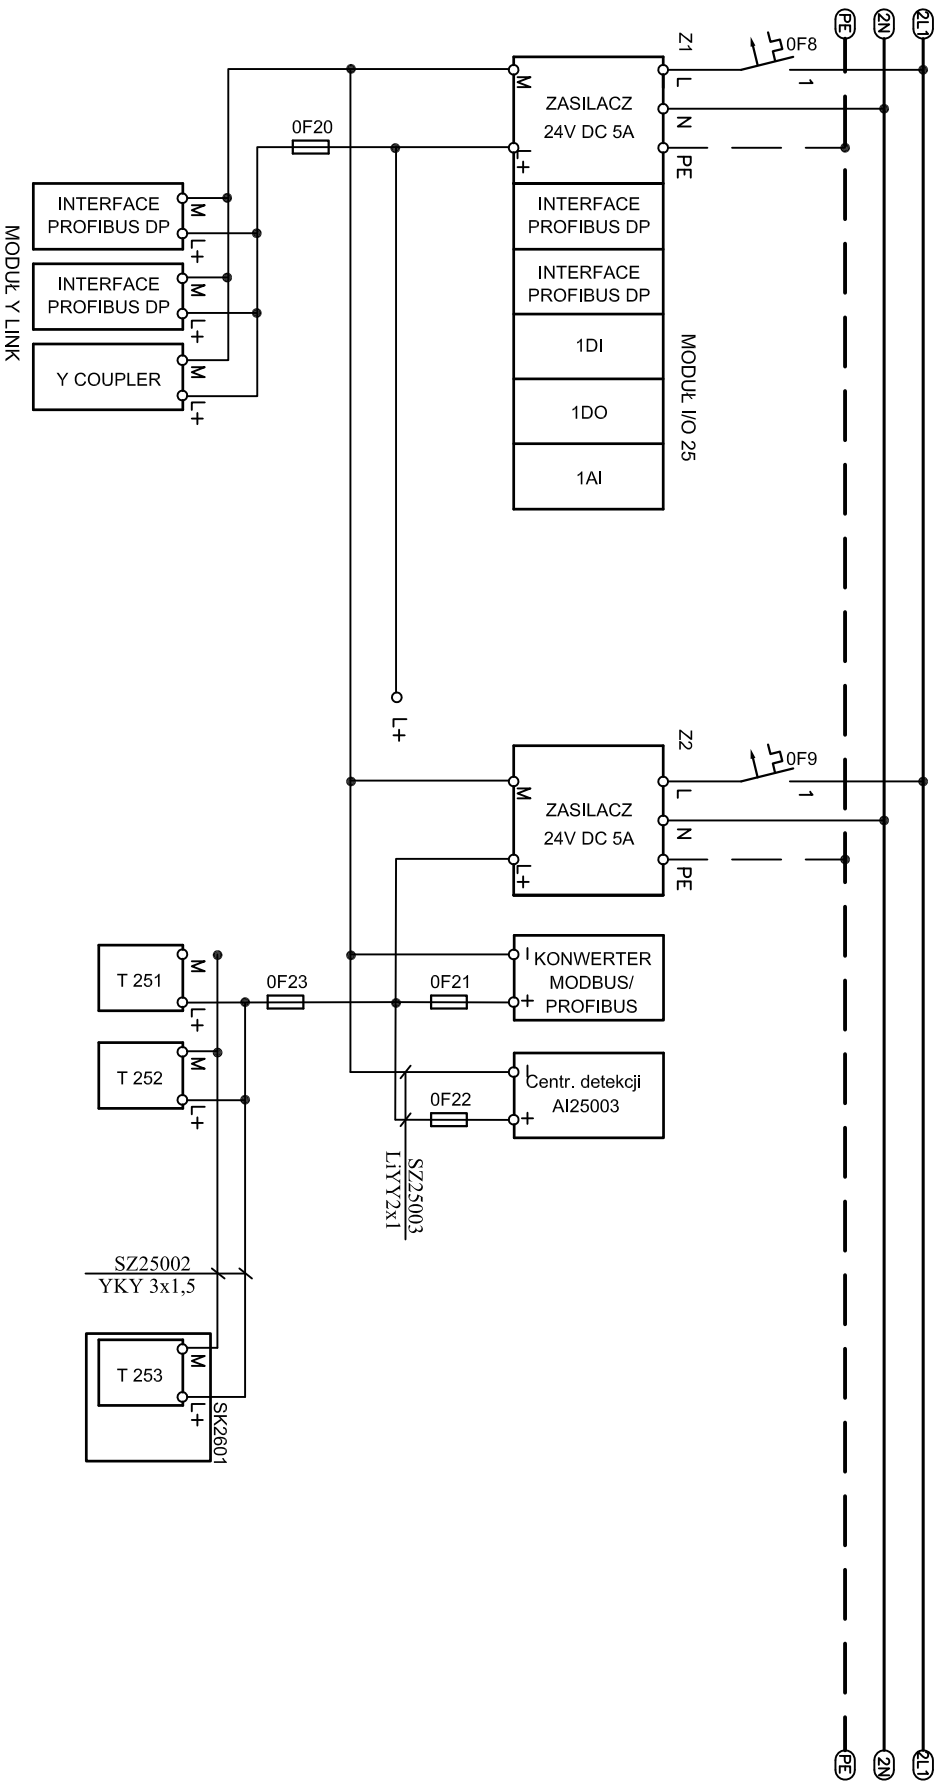 2L1
2N
PE
0F8
1
Z1
L
N
PE
M
L+
ZASILACZ
24V DC 5A
INTERFACE
PROFIBUS DP
INTERFACE
PROFIBUS DP
1DI
1DO
1AI
MODUŁ I/O 25
0F20
INTERFACE
PROFIBUS DP
M
L+
INTERFACE
PROFIBUS DP
M
L+
Y COUPLER
M
L+
MODUŁ Y LINK
L+
0F9
1
Z2
L
N
PE
M
L+
ZASILACZ
24V DC 5A
- KONWERTER
MODBUS/
+ PROFIBUS
0F21
0F23
T 251
M
L+
T 252
M
L+
-
Centr. detekcji
AI25003
+
0F22
SZ25003
LiYY2x1
SZ25002
YKY 3x1,5
T 253
M
L+
SK2601
2L1
2N
PE